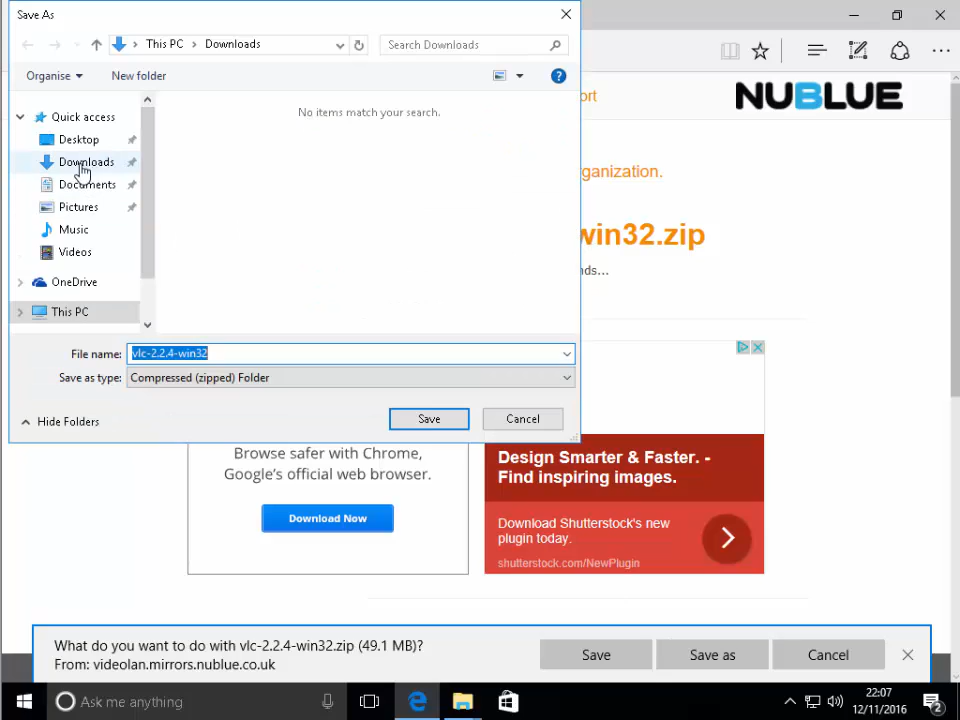 Save As
This PC
Downloads
Search Downloads
Organise
New folder
?
No items match your search.
Quick access
Desktop
Downloads
Documents
Pictures
Music
Videos
OneDrive
This PC
File name: vlc-2.2.4-win32
Save as type: Compressed (zipped) Folder
Hide Folders
Save
Cancel
ort
NUBLUE
ganization.
win32.zip
nds...
Browse safer with Chrome,
Google's official web browser.
Download Now
Design Smarter & Faster. -
Find inspiring images.
Download Shutterstock's new
plugin today.
shutterstock.com/NewPlugin
What do you want to do with vlc-2.2.4-win32.zip (49.1 MB)?
From: videolan.mirrors.nublue.co.uk
Save
Save as
Cancel
Ask me anything
22:07
12/11/2016
2